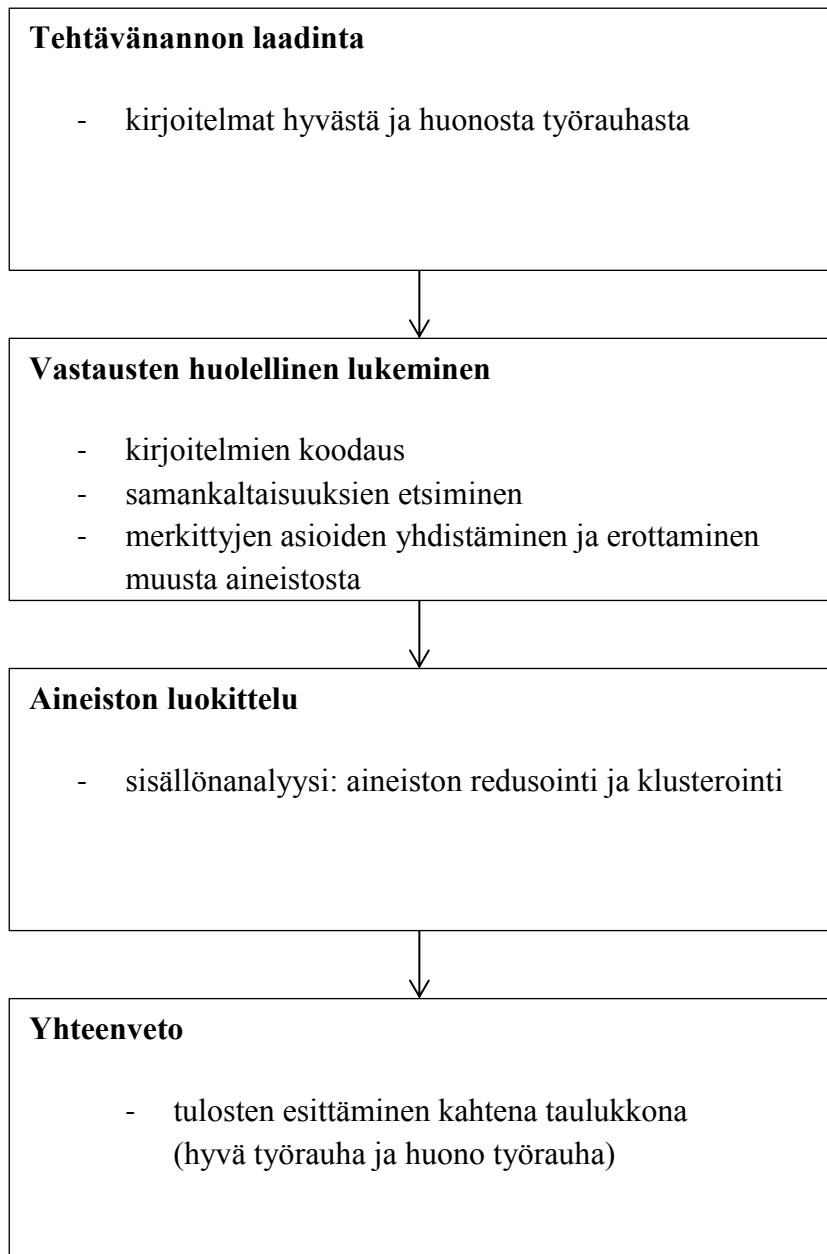 Tehtävänannon laadinta
- kirjoitelmat hyvästä ja huonosta työrauhasta
Vastausten huolellinen lukeminen
- kirjoitelmien koodaus
- samankaltaisuuksien etsiminen
- merkittyjen asioiden yhdistäminen ja erottaminen
muusta aineistosta
Aineiston luokittelu
- sisällönanalyysi: aineiston redusointi ja klusterointi
Yhteenveto
- tulosten esittäminen kahtena taulukkona
(hyvä työrauha ja huono työrauha)